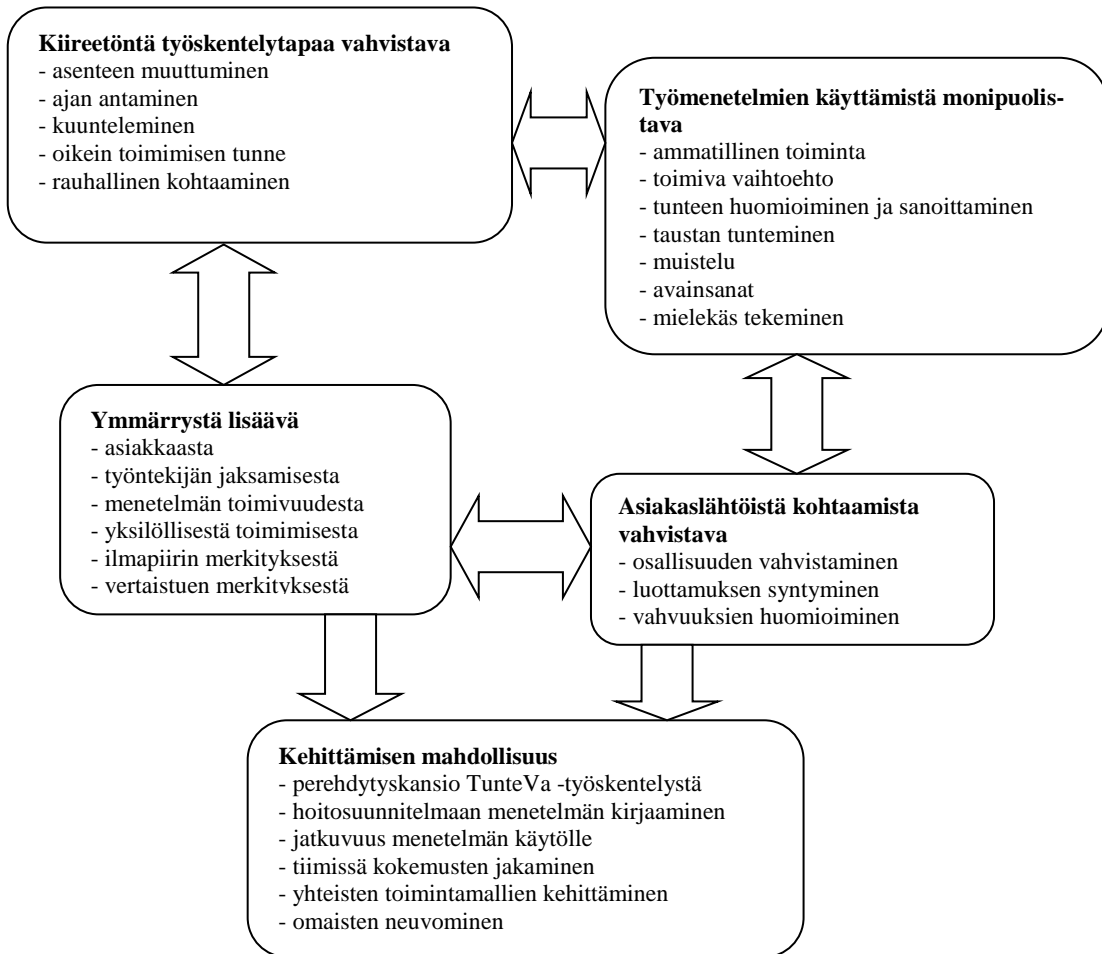 Kiireetöntä työskentelytapaa vahvistava
- asenteen muuttuminen
- ajan antaminen
- kuunteleminen
- oikein toimimisen tunne
- rauhallinen kohtaaminen
Työmenetelmien käyttämistä monipuolis-
tava
- ammatillinen toiminta
- toimiva vaihtoehto
- tunteen huomioiminen ja sanoittaminen
- taustan tunteminen
- muistelu
- avainsanat
- mielekäs tekeminen
Ymmärrystä lisäävä
- asiakkaasta
- työntekijän jaksamisesta
- menetelmän toimivuudesta
- yksilöllisestä toimimisesta
- ilmapiirin merkityksestä
- vertaistuen merkityksestä
Asiakaslähtöistä kohtaamista
vahvistava
- osallisuuden vahvistaminen
- luottamuksen syntyminen
- vahvuuksien huomioiminen
Kehittämisen mahdollisuus
- perehdytyskansio TunteVa -työskentelystä
- hoitosuunnitelmaan menetelmän kirjaaminen
- jatkuvuus menetelmän käytölle
- tiimissä kokemusten jakaminen
- yhteisten toimintamallien kehittäminen
- omaisten neuvominen